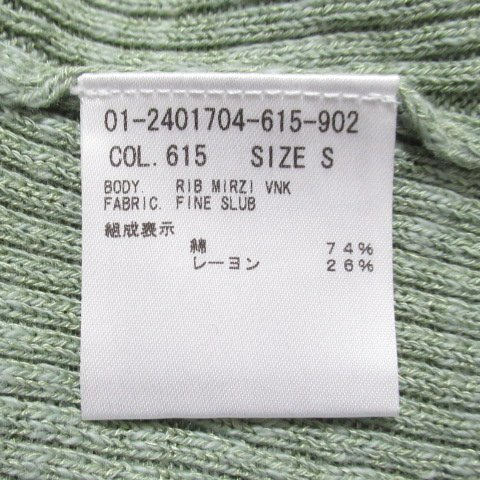 01-2401704-615-902
COL. 615 SIZE S
BODY. RIB MIRZI VNK
FABRIC. FINE SLUB
組成表示
綿 74%
レーヨン 26%